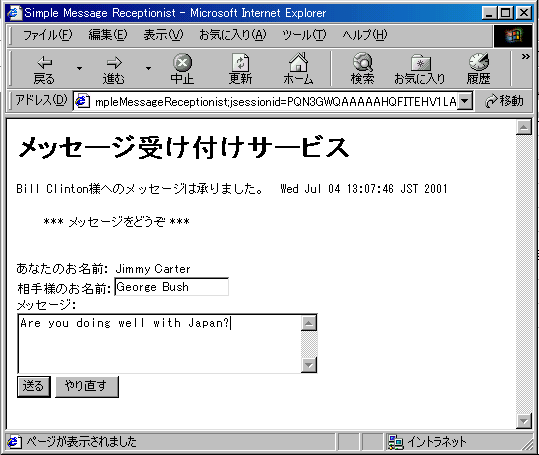 Simple Message Receptionist - Microsoft Internet Explorer
ファイル(F) 編集(E) 表示(V) お気に入り(A) ツール(T) ヘルプ(H)
戻る 進む 中止 更新 ホーム 検索 お気に入り 履歴 »
アドレス(D) mpleMessageReceptionist;jsessionid=PQN3GWQAAAAAHQFITEHV1LA 移動
メッセージ受け付けサービス
Bill Clinton様へのメッセージは承りました。 Wed Jul 04 13:07:46 JST 2001
*** メッセージをどうぞ ***
あなたのお名前: Jimmy Carter
相手様のお名前: George Bush
メッセージ:
Are you doing well with Japan?
送る やり直す
ページが表示されました イントラネット